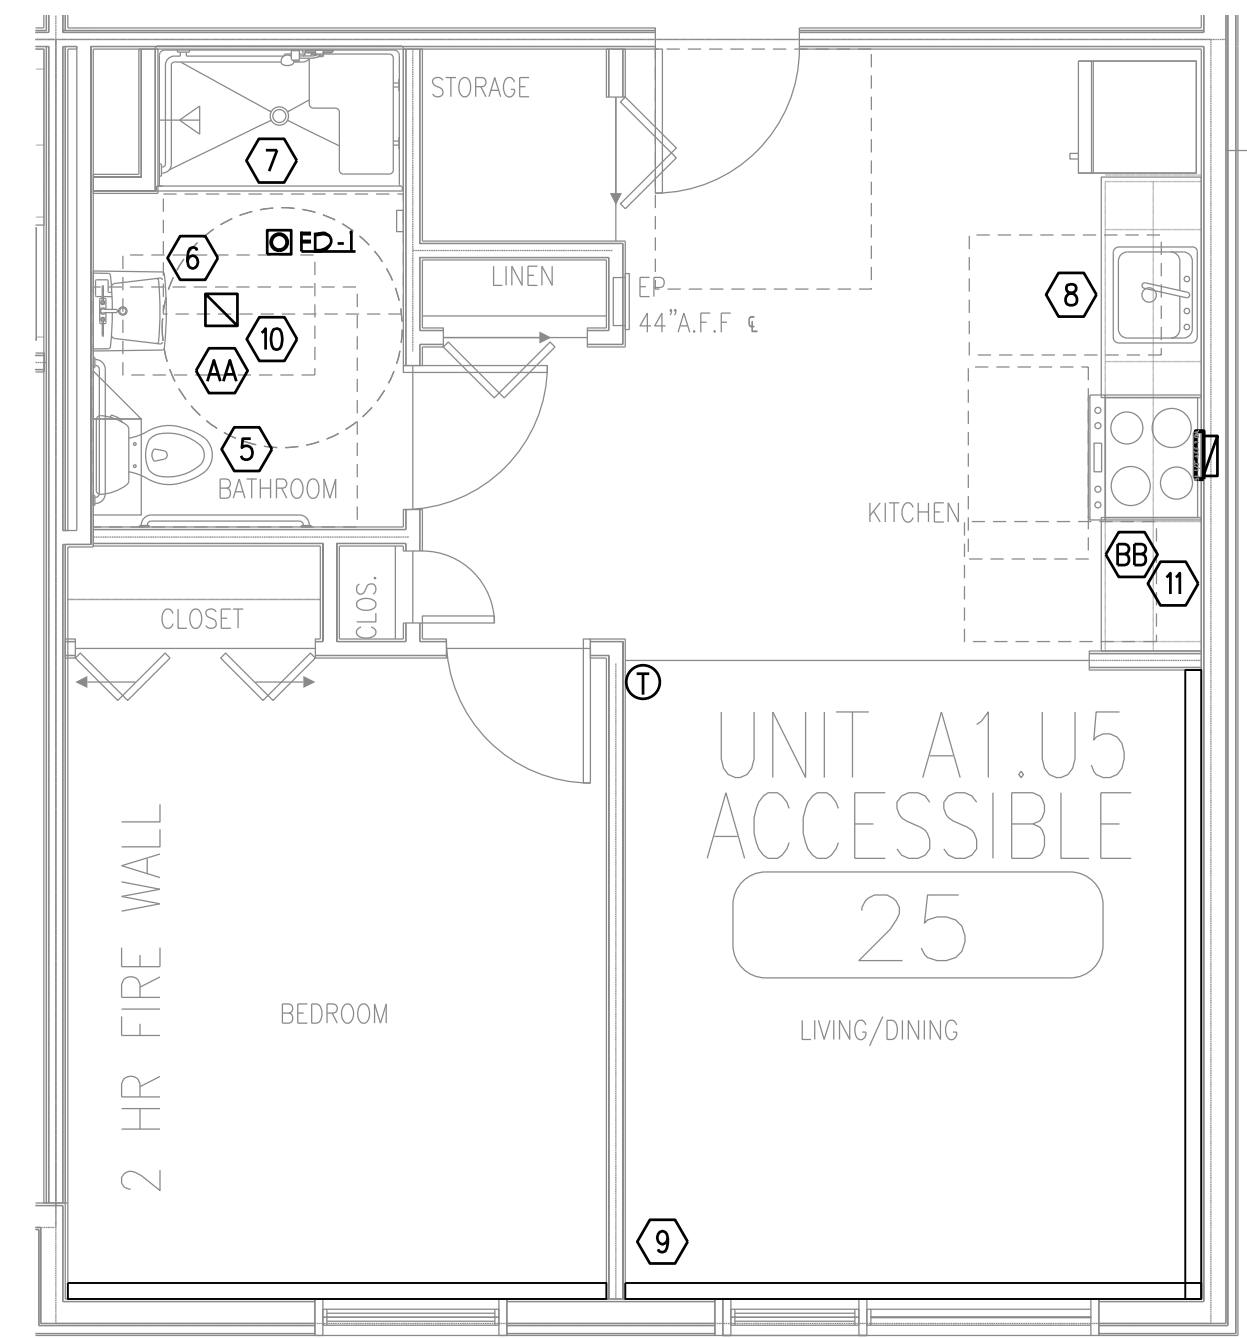 STORAGE
7
6
FD-1
LINEN
EP
44"A.F.F ℄
8
10
AA
5
BATHROOM
KITCHEN
BB
11
CLOS.
CLOSET
T
UNIT A1.U5
ACCESSIBLE
25
2 HR FIRE WALL
BEDROOM
LIVING/DINING
9